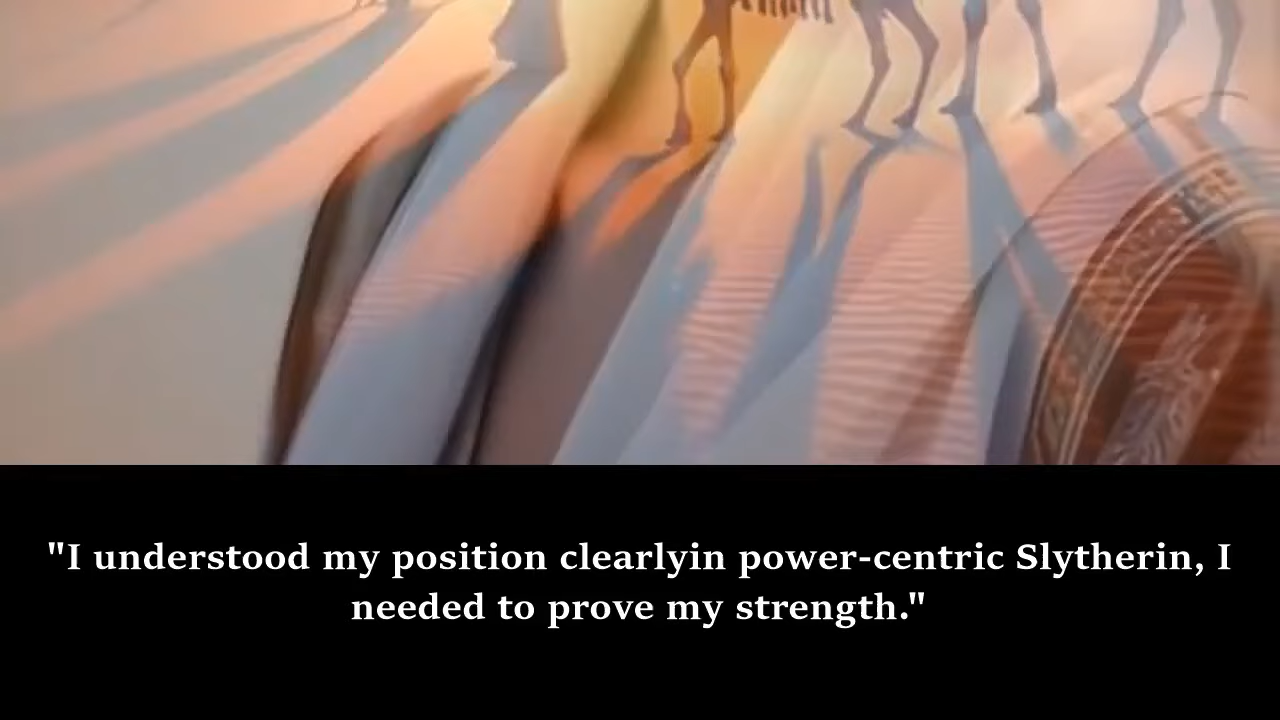 "I understood my position clearlyin power-centric Slytherin, I
needed to prove my strength."